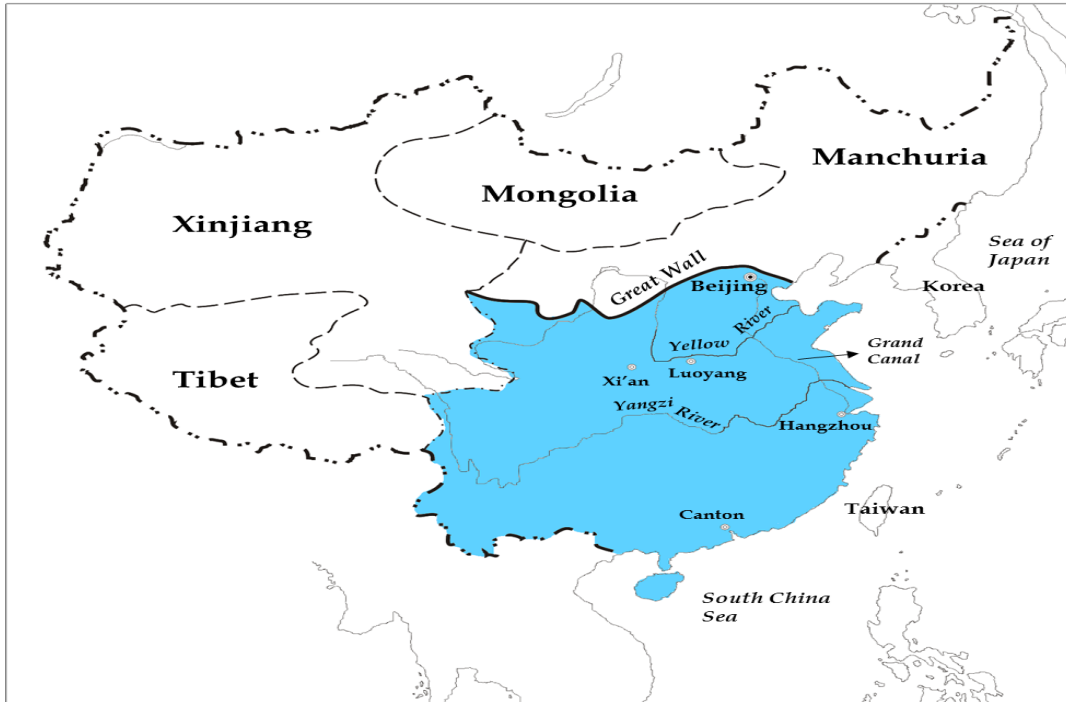 Manchuria
Mongolia
Xinjiang
Sea of
Japan
Great Wall
Beijing
Korea
Yellow River
Grand
Canal
Tibet
Xi'an
Luoyang
Yangzi River
Hangzhou
Canton
Taiwan
South China
Sea